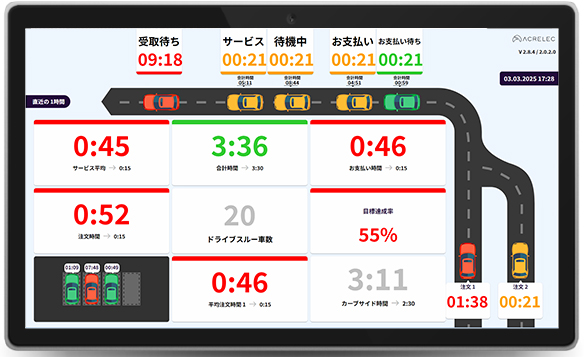 受取待ち
09:18
サービス
00:21
合計時間
05:11
待機中
00:21
合計時間
08:44
お支払い
00:21
合計時間
04:51
お支払い待ち
00:21
合計時間
00:59
ACRELEC
V 2.8.4 / 2.0.2.0
03.03.2025 17:28
直近の 1時間
0:45
サービス平均 → 0:15
3:36
合計時間 → 3:30
0:46
お支払い時間 → 0:15
0:52
注文時間 → 0:15
20
ドライブスルー車数
目標達成率
55%
01:09 07:48 00:49
0:46
平均注文時間 1 → 0:15
3:11
カーブサイド時間 → 2:30
注文 1
01:38
注文 2
00:21